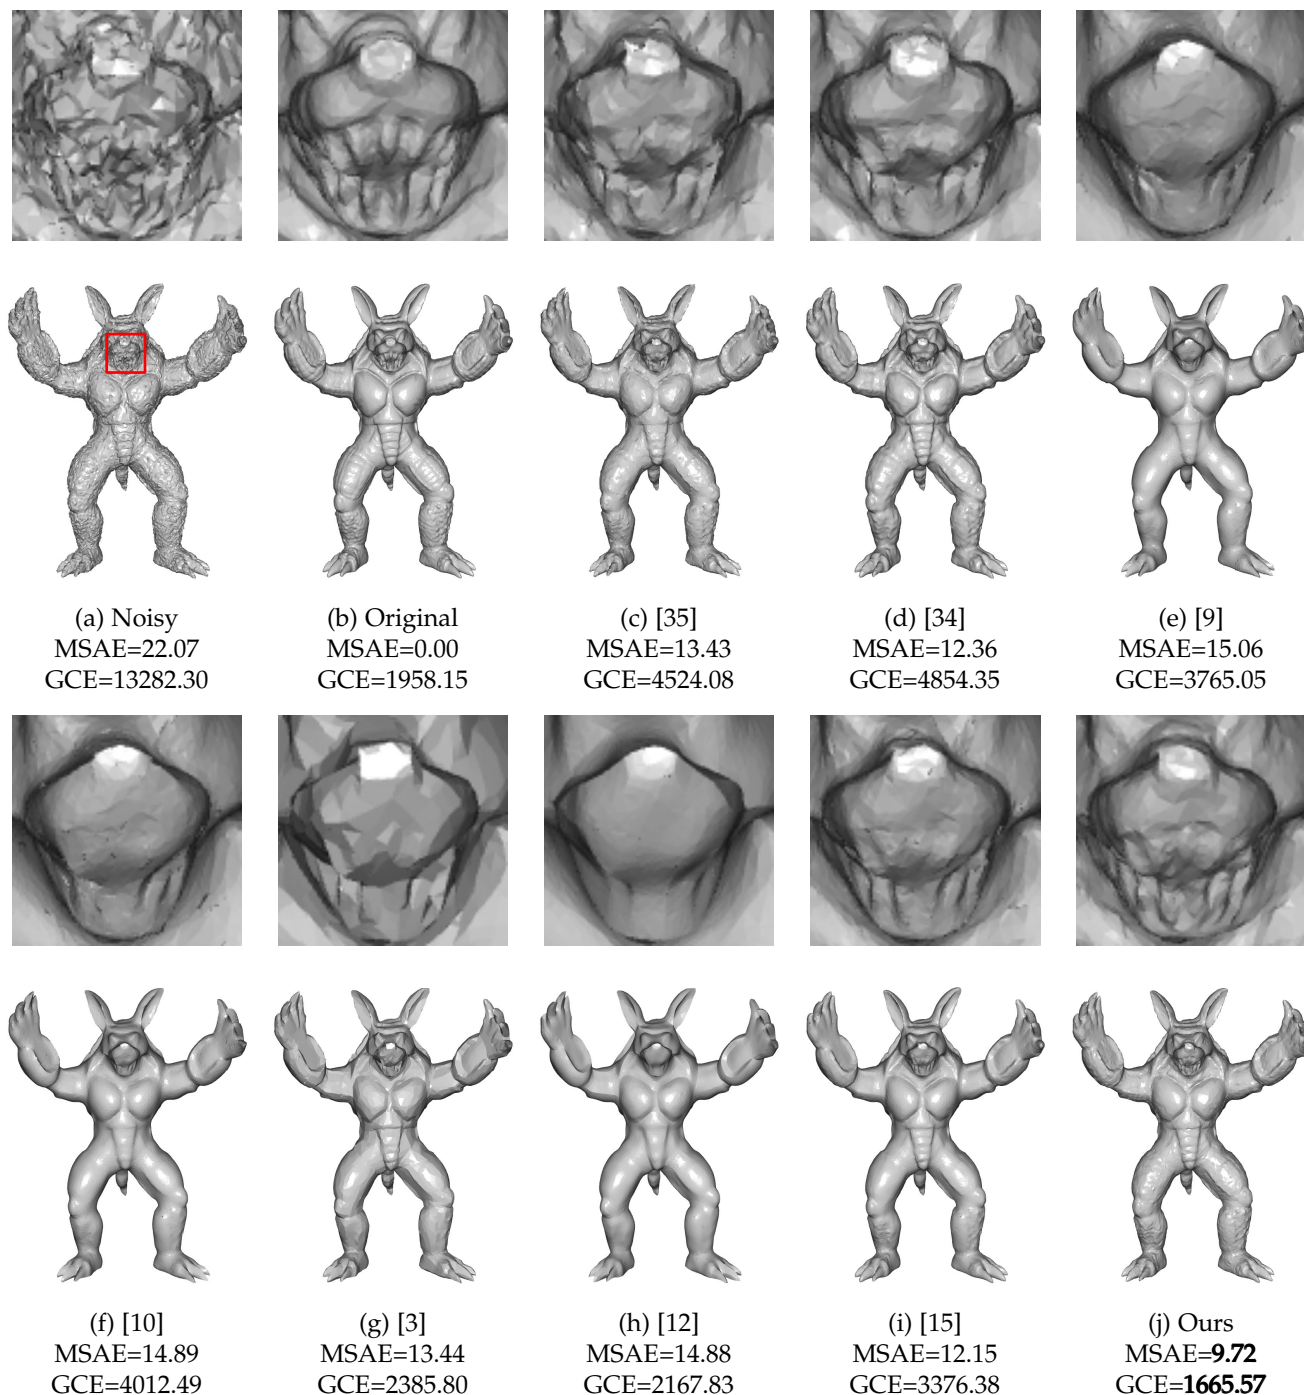 (a) Noisy
MSAE=22.07
GCE=13282.30
(b) Original
MSAE=0.00
GCE=1958.15
(c) [35]
MSAE=13.43
GCE=4524.08
(d) [34]
MSAE=12.36
GCE=4854.35
(e) [9]
MSAE=15.06
GCE=3765.05
(f) [10]
MSAE=14.89
GCE=4012.49
(g) [3]
MSAE=13.44
GCE=2385.80
(h) [12]
MSAE=14.88
GCE=2167.83
(i) [15]
MSAE=12.15
GCE=3376.38
(j) Ours
MSAE=9.72
GCE=1665.57